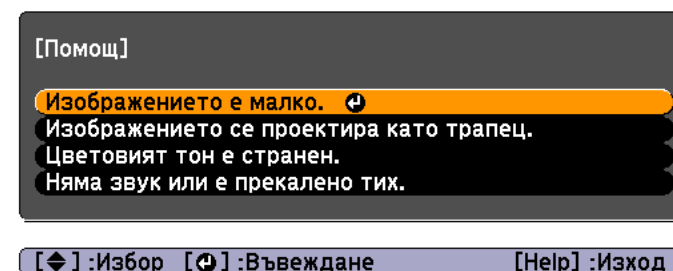 [Помощ]
Изображението е малко.
Изображението се проектира като трапец.
Цветовият тон е странен.
Няма звук или е прекалено тих.
[◆] :Избор [⏎] :Въвеждане [Help] :Изход